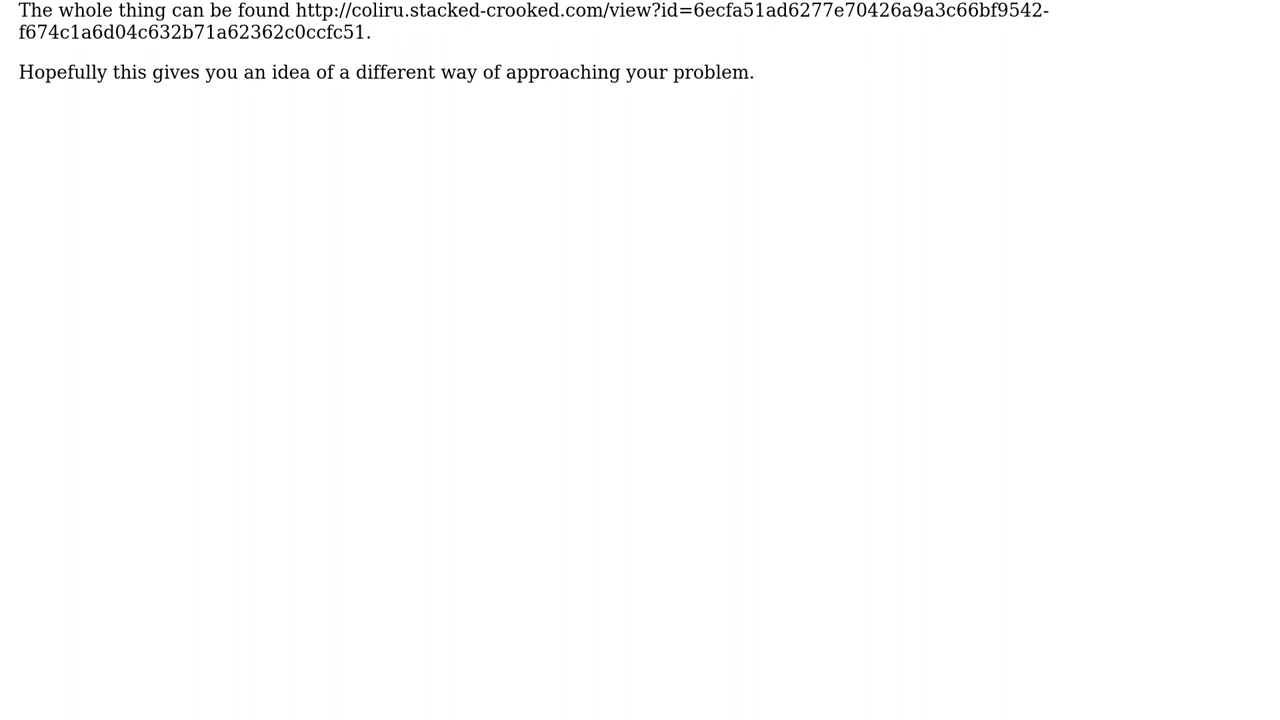 The whole thing can be found http://coliru.stacked-crooked.com/view?id=6ecfa51ad6277e70426a9a3c66bf9542-
f674c1a6d04c632b71a62362c0ccfc51.
Hopefully this gives you an idea of a different way of approaching your problem.